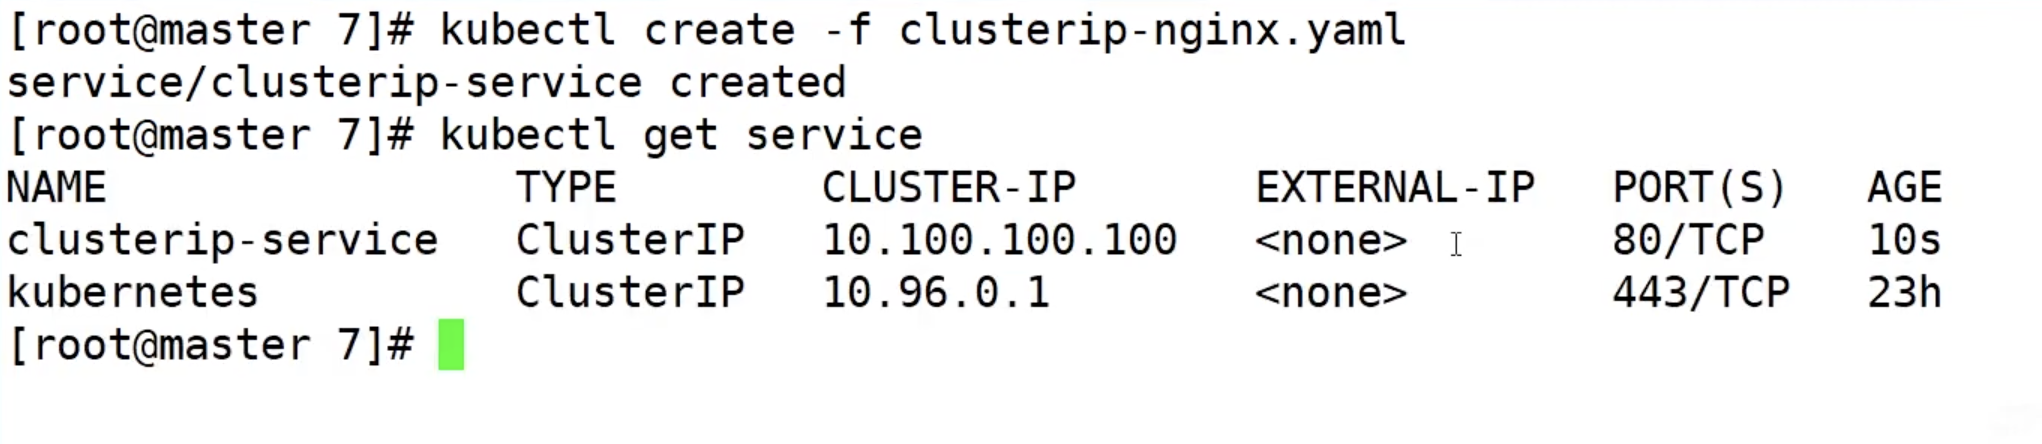 [root@master 7]# kubectl create -f clusterip-nginx.yaml
service/clusterip-service created
[root@master 7]# kubectl get service
NAME                TYPE        CLUSTER-IP       EXTERNAL-IP   PORT(S)   AGE
clusterip-service   ClusterIP   10.100.100.100   <none>        80/TCP    10s
kubernetes          ClusterIP   10.96.0.1        <none>        443/TCP   23h
[root@master 7]#